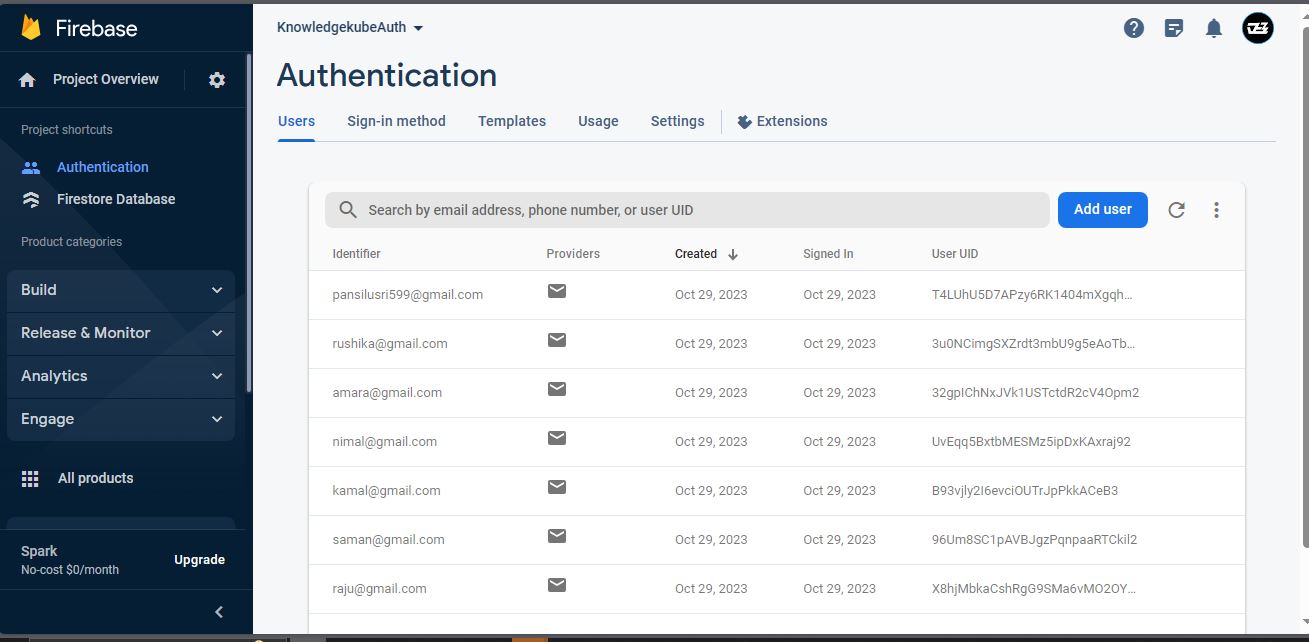 Firebase
Project Overview
Project shortcuts
Authentication
Firestore Database
Product categories
Build
Release & Monitor
Analytics
Engage
All products
Spark
No-cost $0/month
Upgrade
KnowledgekubeAuth
Authentication
Users Sign-in method Templates Usage Settings Extensions
Search by email address, phone number, or user UID Add user
Identifier Providers Created Signed In User UID
pansilusri599@gmail.com Oct 29, 2023 Oct 29, 2023 T4LUhU5D7APzy6RK1404mXgqh...
rushika@gmail.com Oct 29, 2023 Oct 29, 2023 3u0NCimgSXZrdt3mbU9g5eAoTb...
amara@gmail.com Oct 29, 2023 Oct 29, 2023 32gpIChNxJVk1USTctdR2cV4Opm2
nimal@gmail.com Oct 29, 2023 Oct 29, 2023 UvEqq5BxtbMESMz5ipDxKAxraj92
kamal@gmail.com Oct 29, 2023 Oct 29, 2023 B93vjly2I6evciOUTrJpPkkACeB3
saman@gmail.com Oct 29, 2023 Oct 29, 2023 96Um8SC1pAVBJgzPqnpaaRTCkil2
raju@gmail.com Oct 29, 2023 Oct 29, 2023 X8hjMbkaCshRgG9SMa6vMO2OY...